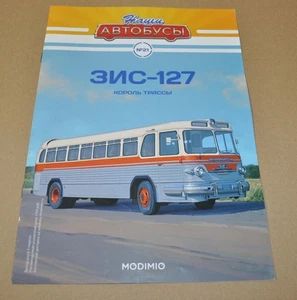 Наши
АВТОБУСЫ
№21
ЗИС-127
КОРОЛЬ ТРАССЫ
MODIMIO